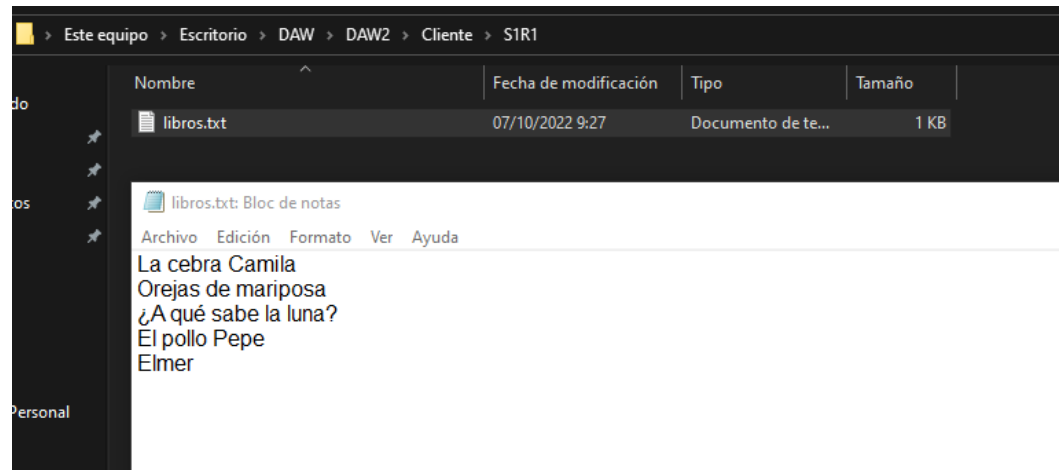 Este equipo > Escritorio > DAW > DAW2 > Cliente > S1R1
Nombre Fecha de modificación Tipo Tamaño
do
libros.txt 07/10/2022 9:27 Documento de te... 1 KB
os
libros.txt: Bloc de notas
Archivo Edición Formato Ver Ayuda
La cebra Camila
Orejas de mariposa
¿A qué sabe la luna?
El pollo Pepe
Elmer
Personal